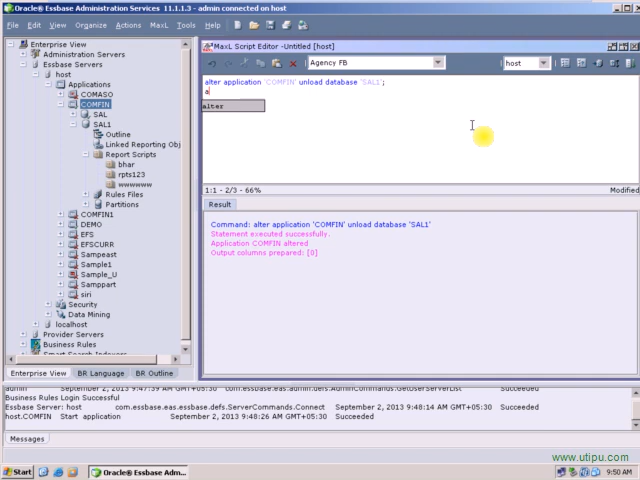 Oracle® Essbase Administration Services 11.1.1.3 - admin connected on host
File Edit View Organize Actions MaxL Tools Help
Enterprise View
Administration Servers
Essbase Servers
host
Applications
COMASO
COMFIN
SAL
SAL1
Outline
Linked Reporting Obj
Report Scripts
bhar
rpts123
wwwwww
Rules Files
Partitions
COMFIN1
DEMO
EFS
EFSCURR
Sampeast
Sample1
Sample_U
Samppart
siri
Security
Data Mining
localhost
Provider Servers
Business Rules
Smart Search Indexers
Enterprise View BR Language BR Outline
MaxL Script Editor -Untitled [host]
Agency FB host
alter application 'COMFIN' unload database 'SAL1';
a
alter
1:1 - 2/3 - 66% Modified
Result
Command: alter application 'COMFIN' unload database 'SAL1'
Statement executed successfully.
Application COMFIN altered
Output columns prepared: [0]
admin September 2, 2013 9:47:39 AM GMT+05:30 com.essbase.eas.admin.defs.AdminCommands.GetUserServerList Succeeded
Business Rules Login Successful
Essbase Server: host com.essbase.eas.essbase.defs.ServerCommands.Connect September 2, 2013 9:48:14 AM GMT+05:30 Succeeded
host.COMFIN Start application September 2, 2013 9:48:26 AM GMT+05:30 Succeeded
Messages
www.utipu.com
Start Oracle® Essbase Adm... 9:50 AM